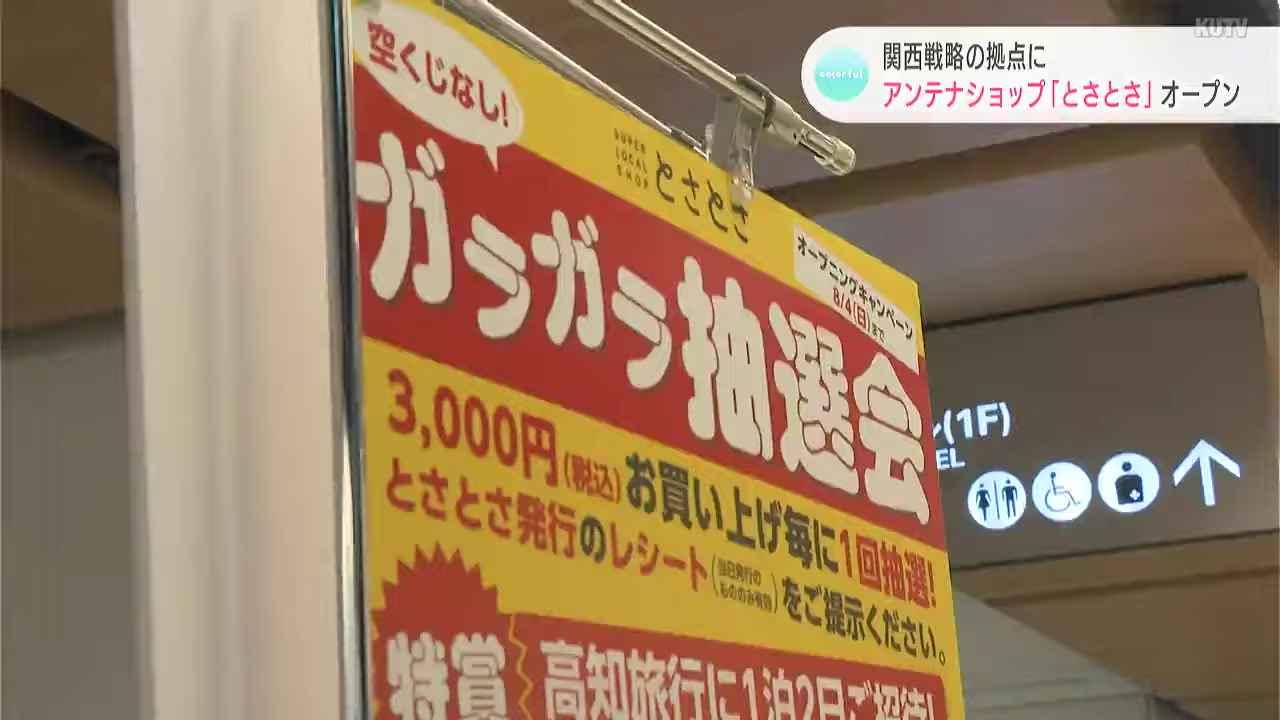 KUTV
colorful
関西戦略の拠点に
アンテナショップ「とさとさ」オープン
空くじなし!
SUPER
LOCAL
SHOP
とさとさ
オープニングキャンペーン
8/4(日)まで
ガラガラ抽選会
3,000円(税込)お買い上げ毎に1回抽選!
とさとさ発行のレシート(当日発行の
もののみ有効)をご提示ください。
特賞
高知旅行に1泊2日ご招待!
(1F)
EL